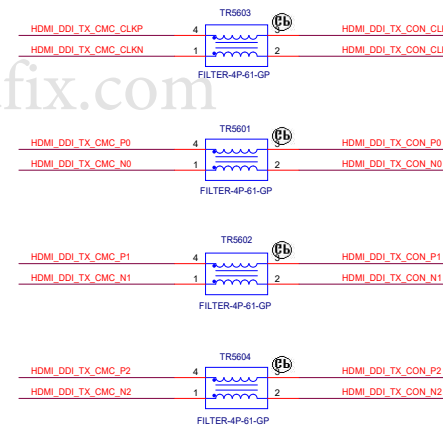 TR5603
HDMI_DDI_TX_CMC_CLKP 4 3 HDMI_DDI_TX_CON_CL
HDMI_DDI_TX_CMC_CLKN 1 2 HDMI_DDI_TX_CON_CL
FILTER-4P-61-GP
fix.com
TR5601
HDMI_DDI_TX_CMC_P0 4 3 HDMI_DDI_TX_CON_P0
HDMI_DDI_TX_CMC_N0 1 2 HDMI_DDI_TX_CON_N0
FILTER-4P-61-GP
TR5602
HDMI_DDI_TX_CMC_P1 4 3 HDMI_DDI_TX_CON_P1
HDMI_DDI_TX_CMC_N1 1 2 HDMI_DDI_TX_CON_N1
FILTER-4P-61-GP
TR5604
HDMI_DDI_TX_CMC_P2 4 3 HDMI_DDI_TX_CON_P2
HDMI_DDI_TX_CMC_N2 1 2 HDMI_DDI_TX_CON_N2
FILTER-4P-61-GP